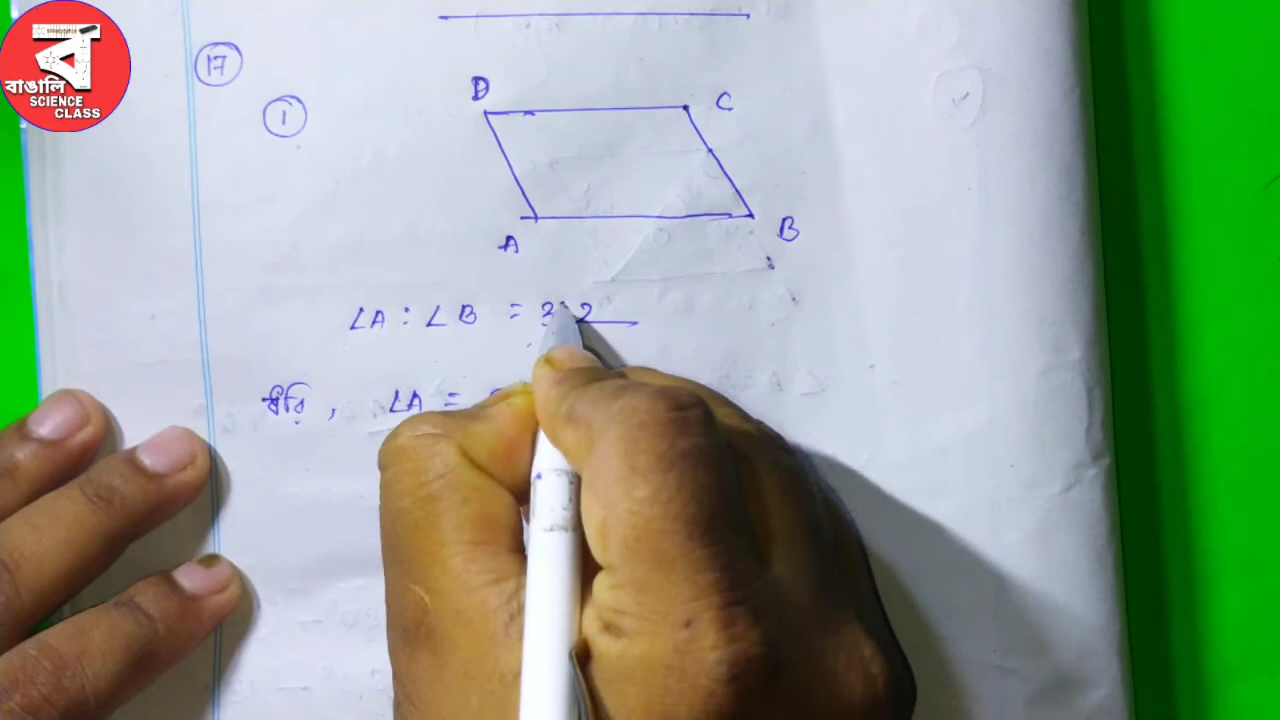 বাঙালি
SCIENCE
CLASS
17
1
D
C
A
B
∠A : ∠B = 3:2
ধরি, ∠A =